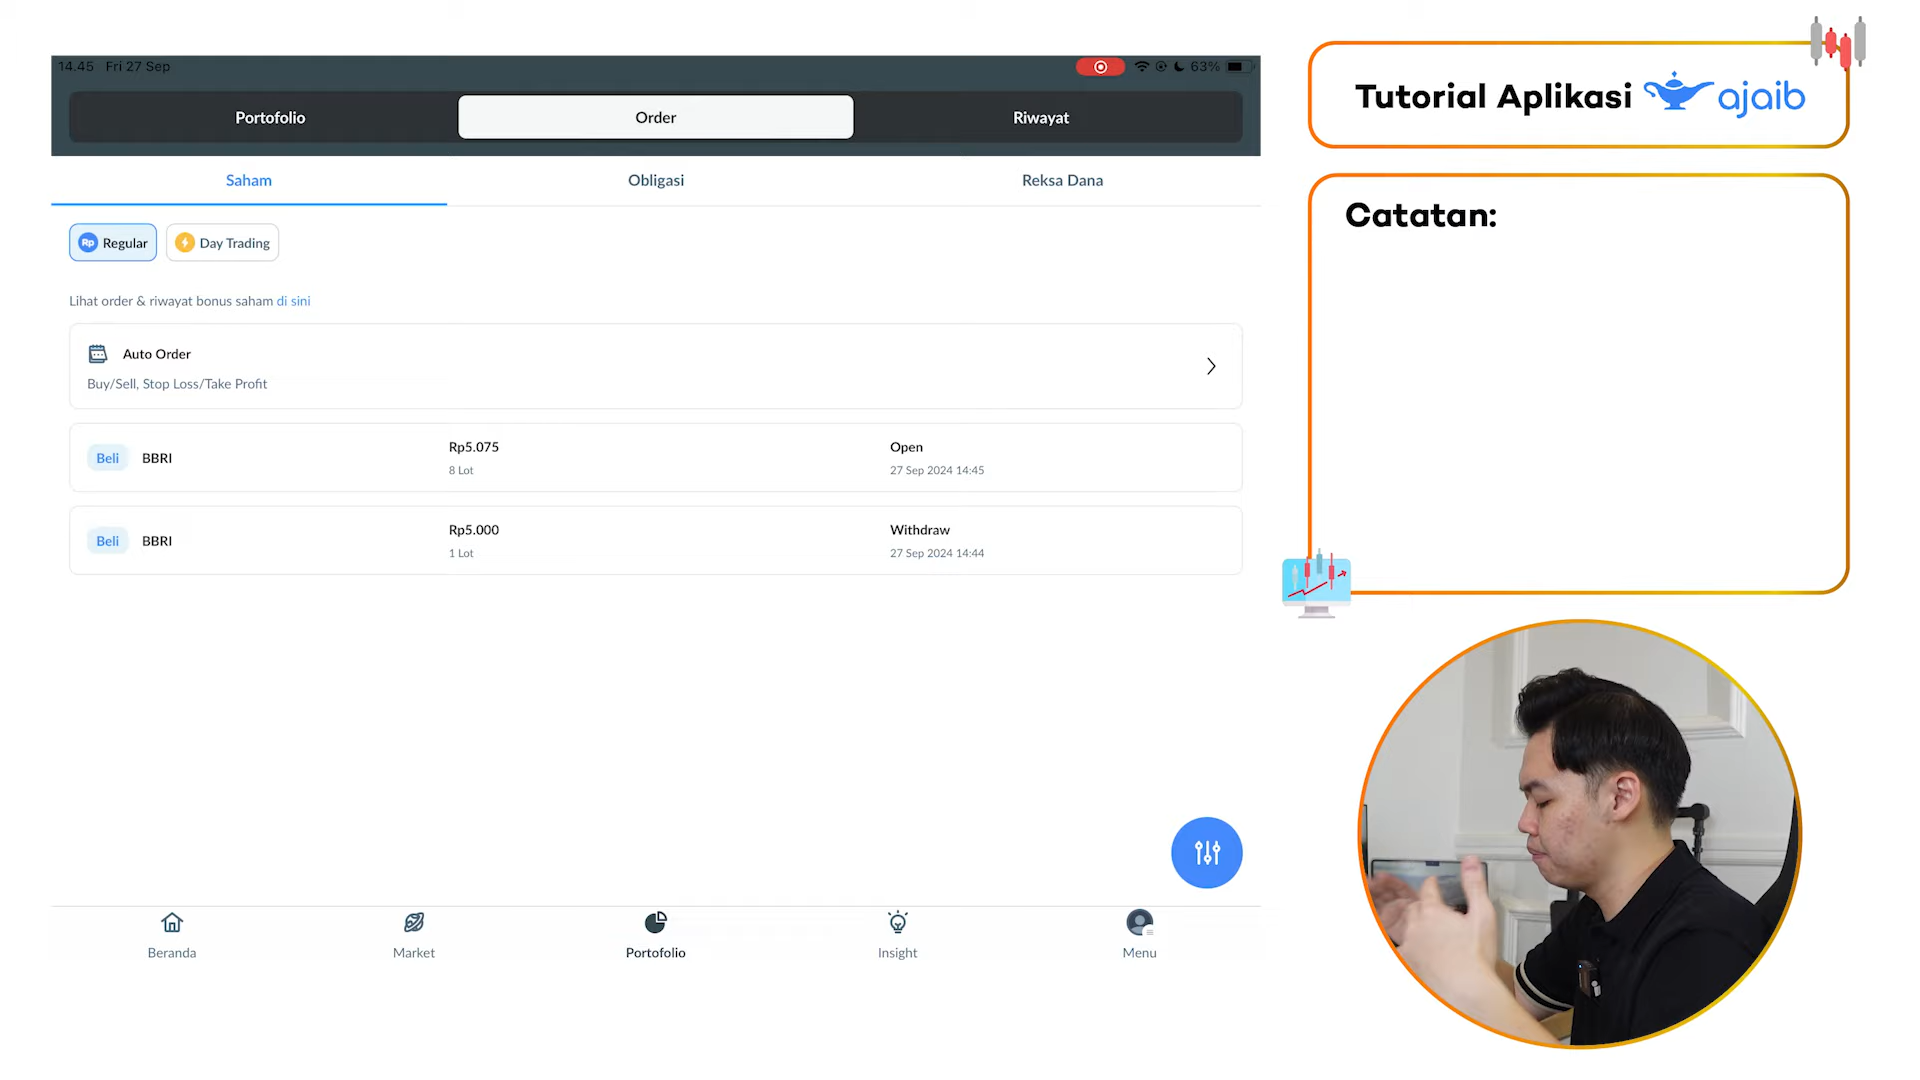 14.45 Fri 27 Sep
63%
Portofolio
Order
Riwayat
Saham
Obligasi
Reksa Dana
Rp Regular
Day Trading
Lihat order & riwayat bonus saham di sini
Auto Order
Buy/Sell, Stop Loss/Take Profit
Beli BBRI
Rp5.075
8 Lot
Open
27 Sep 2024 14:45
Beli BBRI
Rp5.000
1 Lot
Withdraw
27 Sep 2024 14:44
Beranda
Market
Portofolio
Insight
Menu
Tutorial Aplikasi ajaib
Catatan: